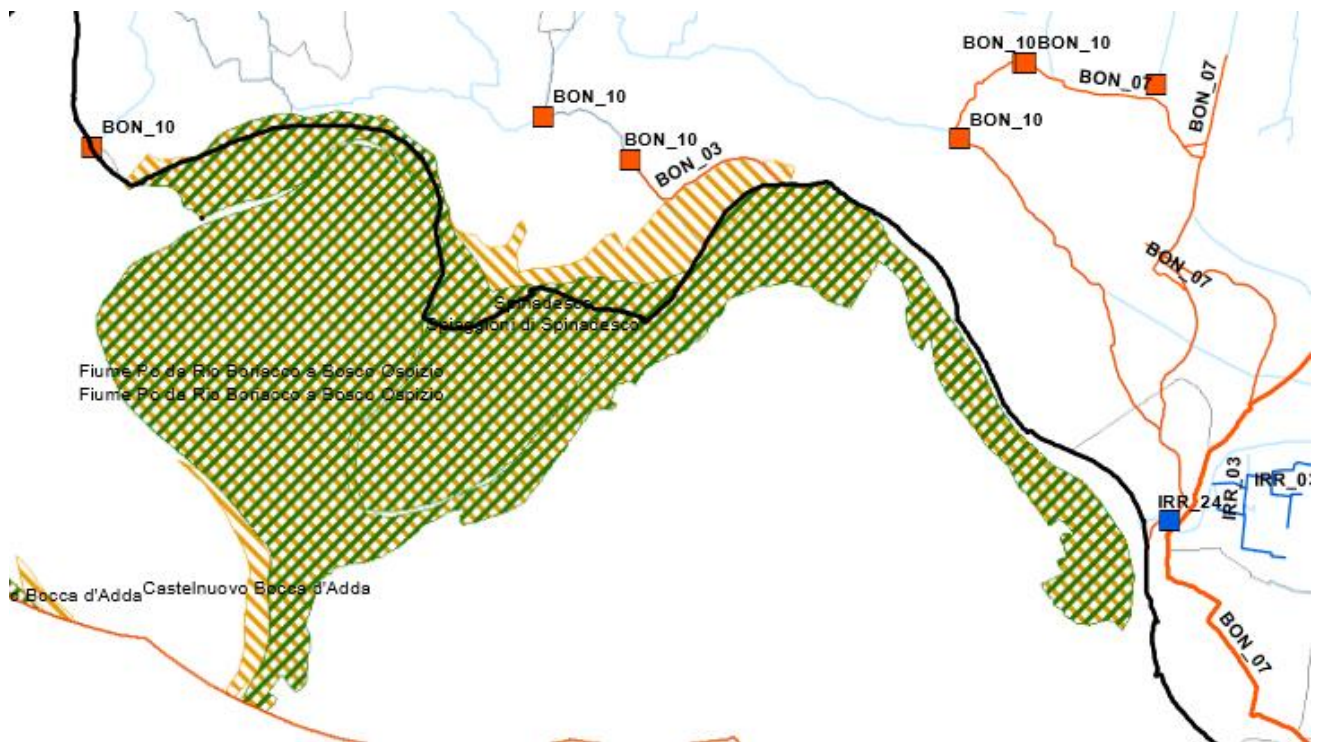 BON_10BON_10
BON_07
BON_07
BON_10
BON_10
BON_10
BON_10
BON_03
BON_07
Spinadesco
Spiaggioni di Spinadesco
Fiume Po da Rio Boriacco a Bosco Ospizio
Fiume Po da Rio Boriacco a Bosco Ospizio
IRR_03
IRR_03
IRR_24
o Bocca d'Adda
Castelnuovo Bocca d'Adda
BON_07